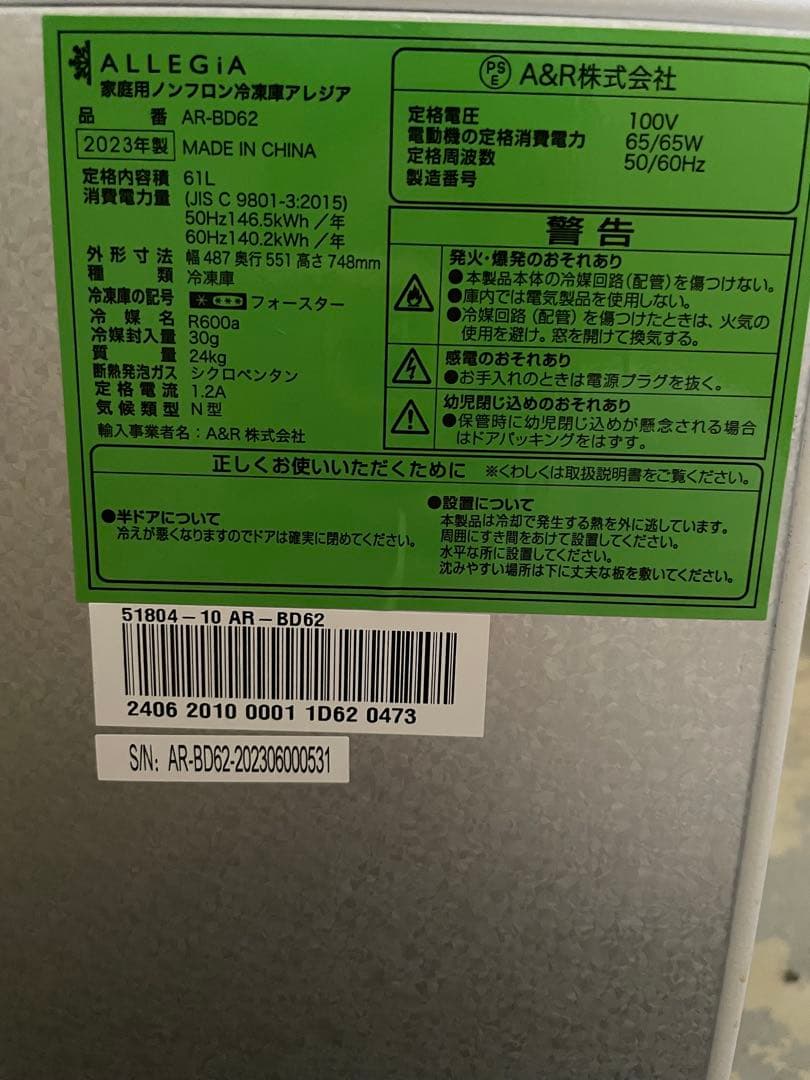 ALLEGiA
家庭用ノンフロン冷凍庫アレジア
品 番 AR-BD62
2023年製 MADE IN CHINA
定格内容積 61L
消費電力量 (JIS C 9801-3:2015)
50Hz146.5kWh／年
60Hz140.2kWh／年
外形寸法 幅487奥行551高さ748mm
種 類 冷凍庫
冷凍庫の記号 フォースター
冷媒名 R600a
冷媒封入量 30g
質 量 24kg
断熱発泡ガス シクロペンタン
定格電流 1.2A
気候類型 N型
輸入事業者名：A&R株式会社
PSE A&R株式会社
定格電圧 100V
電動機の定格消費電力 65/65W
定格周波数 50/60Hz
製造番号
警告
発火・爆発のおそれあり
●本製品本体の冷媒回路（配管）を傷つけない。
●庫内では電気製品を使用しない。
●冷媒回路（配管）を傷つけたときは、火気の
使用を避け。窓を開けて換気する。
感電のおそれあり
●お手入れのときは電源プラグを抜く。
幼児閉じ込めのおそれあり
●保管時に幼児閉じ込めが懸念される場合
はドアパッキングをはずす。
正しくお使いいただくために ※くわしくは取扱説明書をご覧ください。
●半ドアについて
冷えが悪くなりますのでドアは確実に閉めてください。
●設置について
本製品は冷却で発生する熱を外に逃しています。
周囲にすき間をあけて設置してください。
水平な所に設置してください。
沈みやすい場所は下に丈夫な板を敷いてください。
51804-10 AR-BD62
2406 2010 0001 1D62 0473
S/N: AR-BD62-202306000531